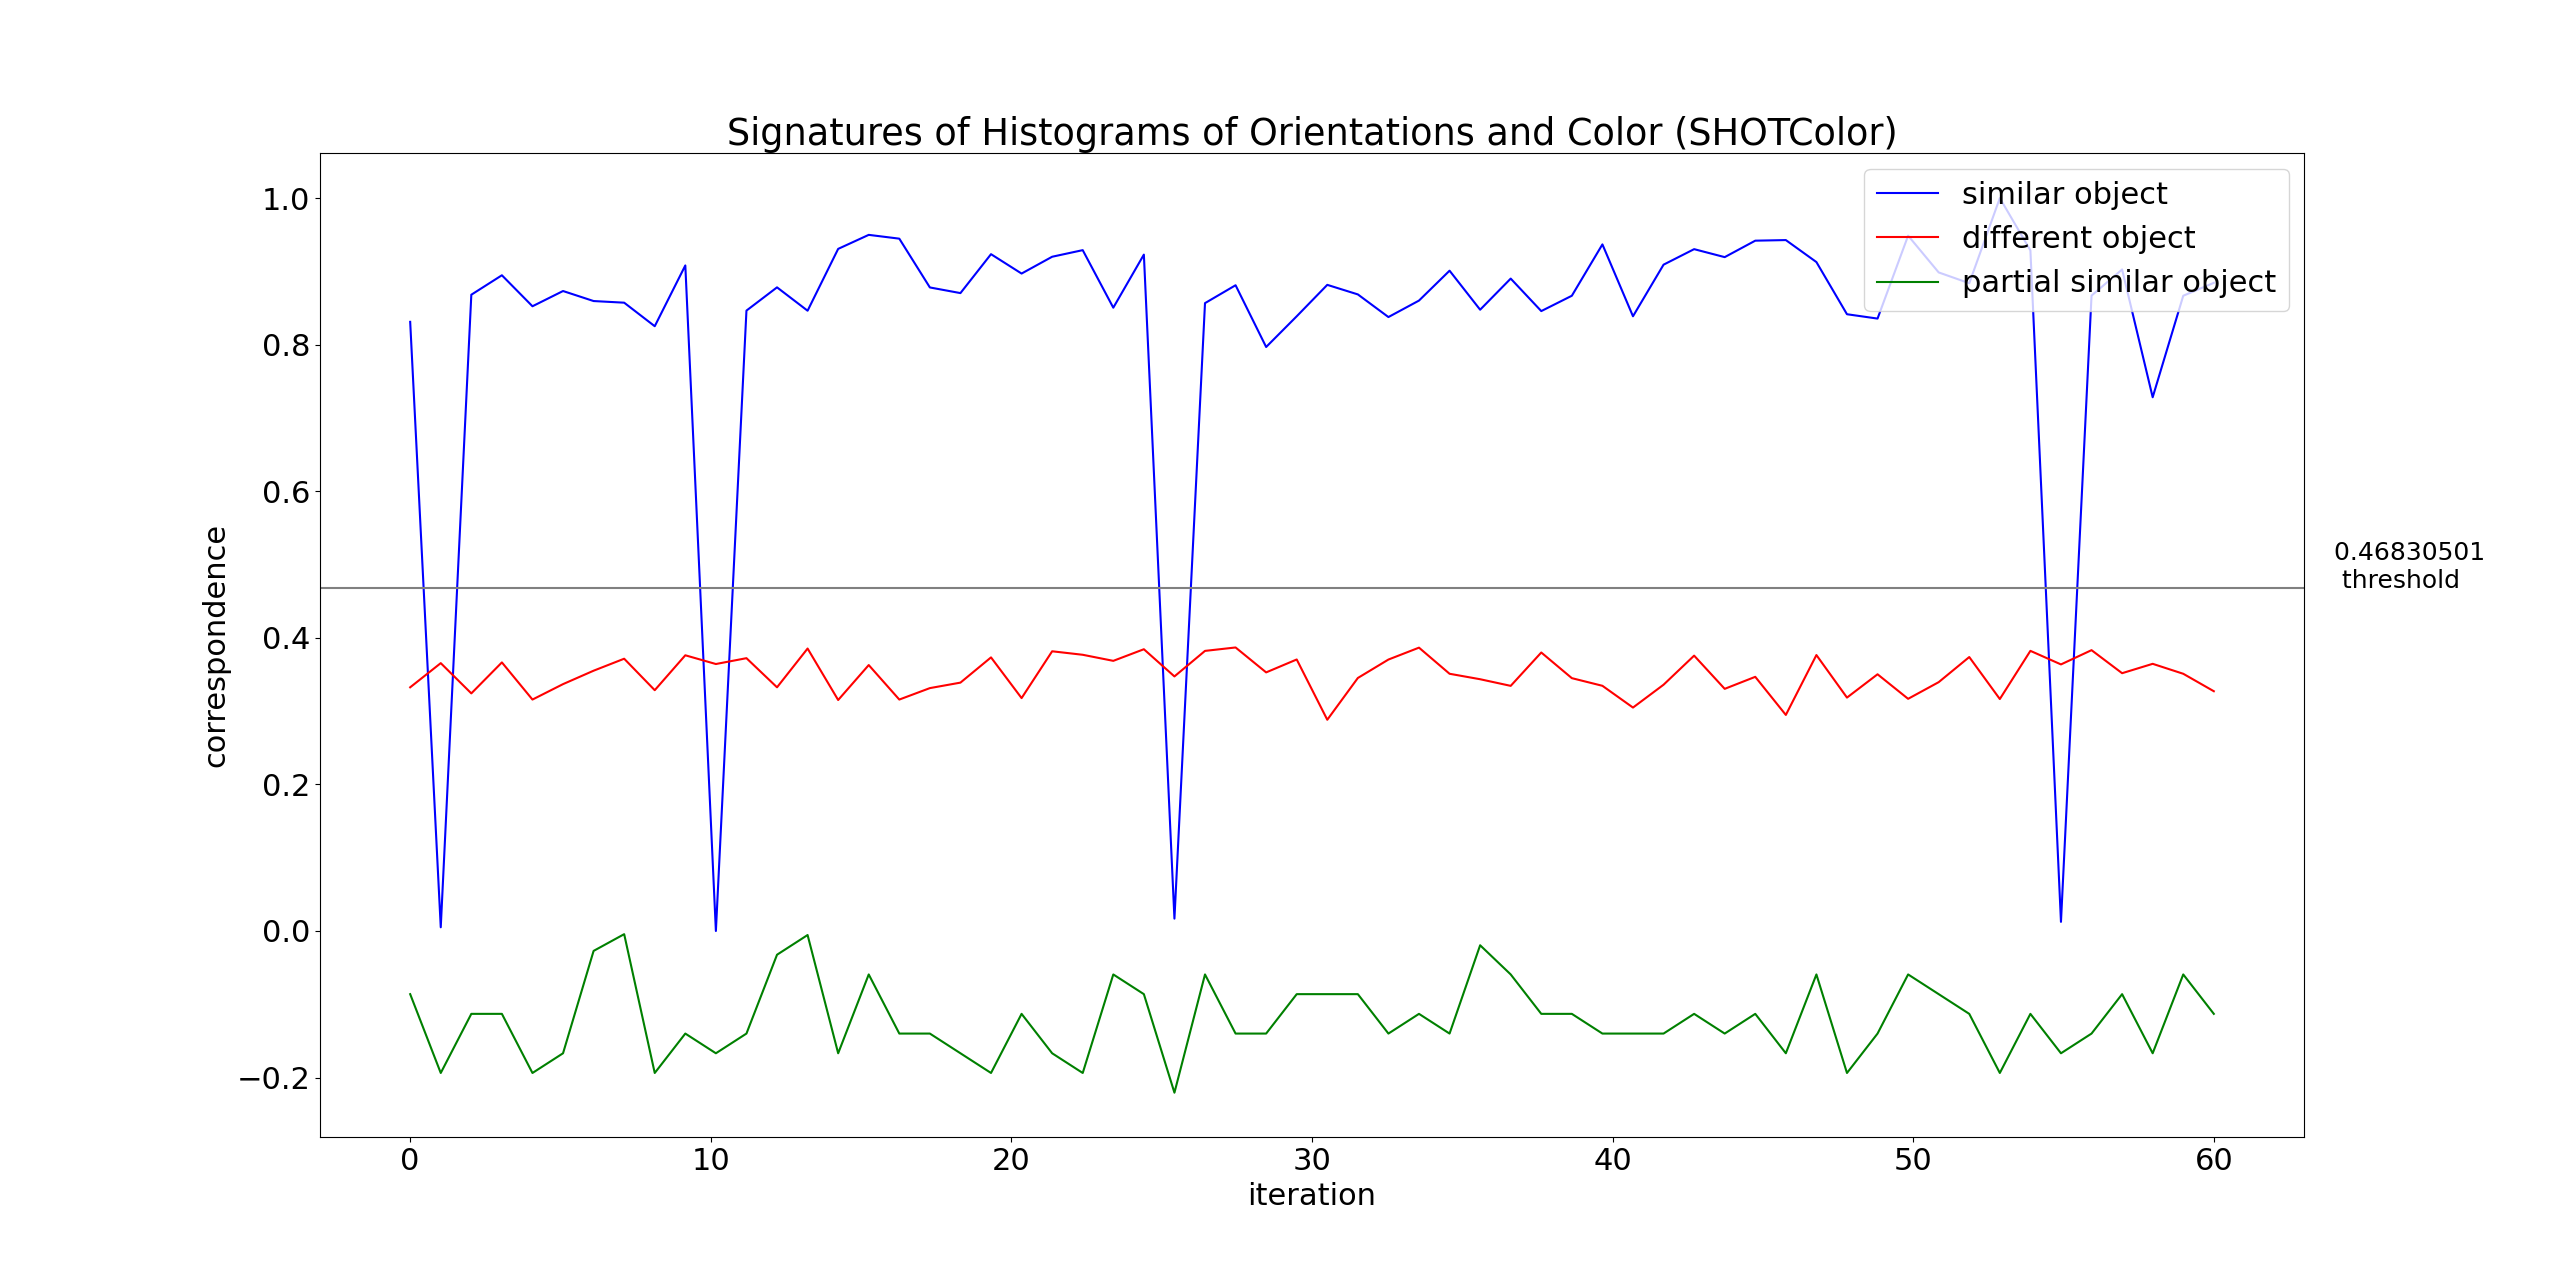 Signatures of Histograms of Orientations and Color (SHOTColor)
similar object
different object
partial similar object
1.0
0.8
0.6
0.4
0.2
0.0
−0.2
correspondence
0.46830501
threshold
0 10 20 30 40 50 60
iteration